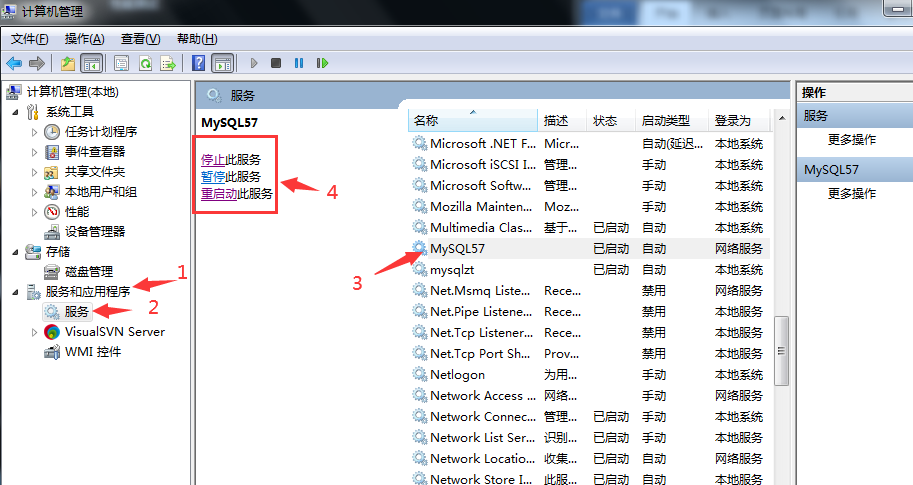 计算机管理
文件(F) 操作(A) 查看(V) 帮助(H)
计算机管理(本地)
系统工具
任务计划程序
事件查看器
共享文件夹
本地用户和组
性能
设备管理器
存储
磁盘管理
服务和应用程序
服务
VisualSVN Server
WMI 控件
1
2
服务
MySQL57
停止此服务
暂停此服务
重启动此服务
4
3
名称 描述 状态 启动类型 登录为
Microsoft .NET F... Micr... 自动(延迟... 本地系统
Microsoft iSCSI I... 管理... 手动 本地系统
Microsoft Softw... 管理... 手动 本地系统
Mozilla Mainten... Moz... 手动 本地系统
Multimedia Clas... 基于... 已启动 自动 本地系统
MySQL57 已启动 自动 网络服务
mysqlzt 已启动 自动 本地系统
Net.Msmq Liste... Rece... 禁用 网络服务
Net.Pipe Listene... Rece... 禁用 本地服务
Net.Tcp Listener... Rece... 禁用 本地服务
Net.Tcp Port Sh... Prov... 禁用 本地服务
Netlogon 为用... 手动 本地系统
Network Access ... 网络... 手动 网络服务
Network Connec... 管理... 已启动 手动 本地系统
Network List Ser... 识别... 已启动 手动 本地服务
Network Locatio... 收集... 已启动 自动 网络服务
Network Store I... 此服... 已启动 自动 本地服务
操作
服务
更多操作
MySQL57
更多操作